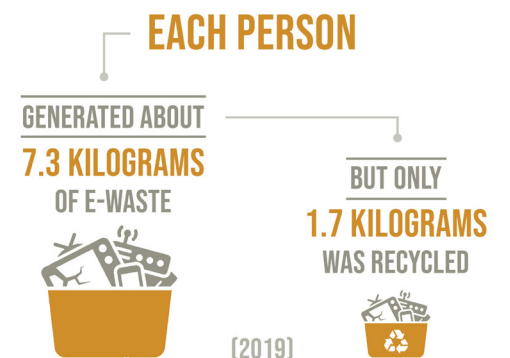 EACH PERSON
GENERATED ABOUT
7.3 KILOGRAMS
OF E-WASTE
BUT ONLY
1.7 KILOGRAMS
WAS RECYCLED
(2019)